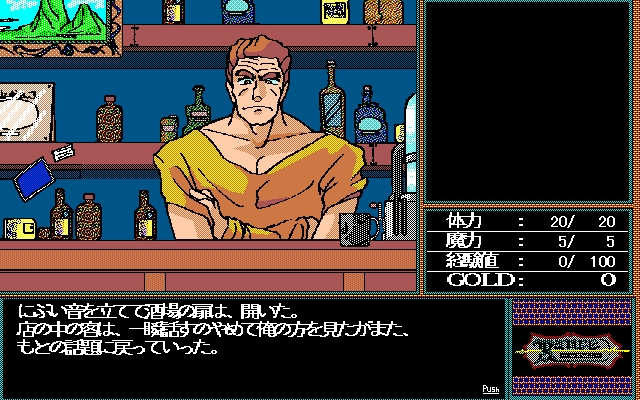 体力 : 20/ 20
魔力 : 5/ 5
経験値 : 0/ 100
GOLD: 0
にぶい音を立てて酒場の扉は、開いた。
店の中の客は、一瞬話すのやめて俺の方を見たがまた、
もとの話題に戻っていった。
Push